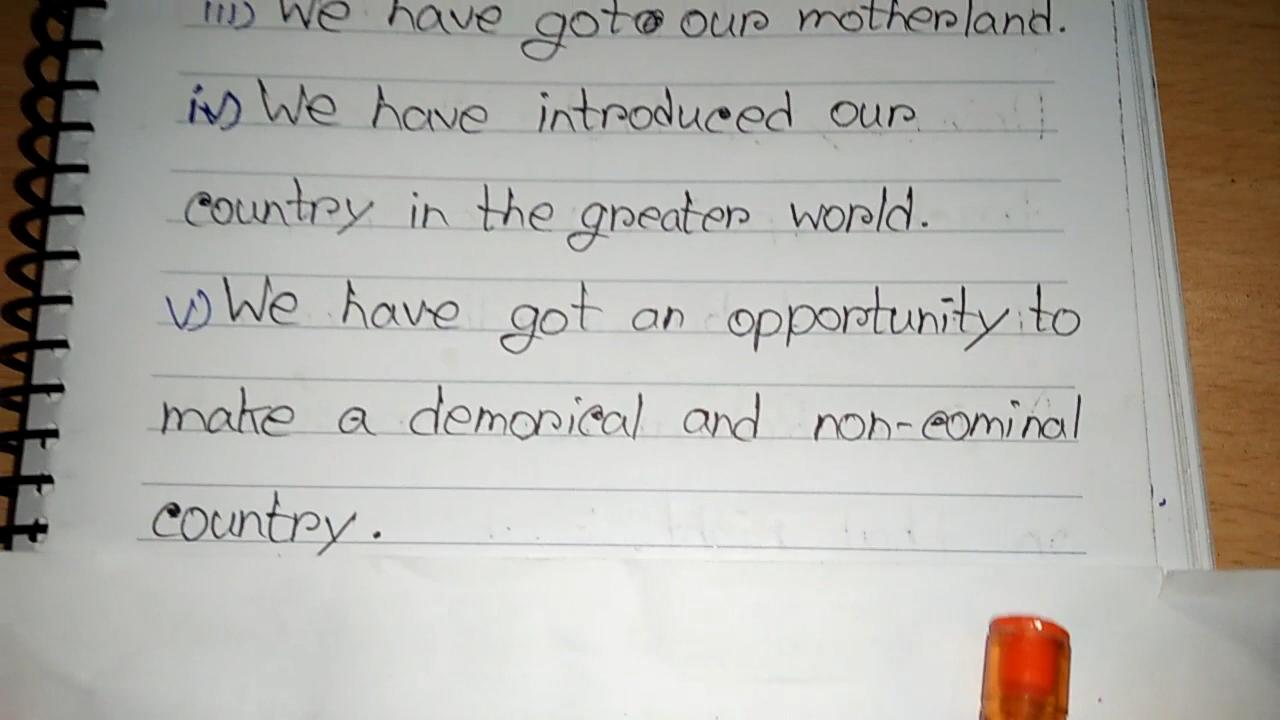 iii) We have got our motherland.
iv) We have introduced our
country in the greater world.
v) We have got an opportunity to
make a demorical and non-cominal
country.